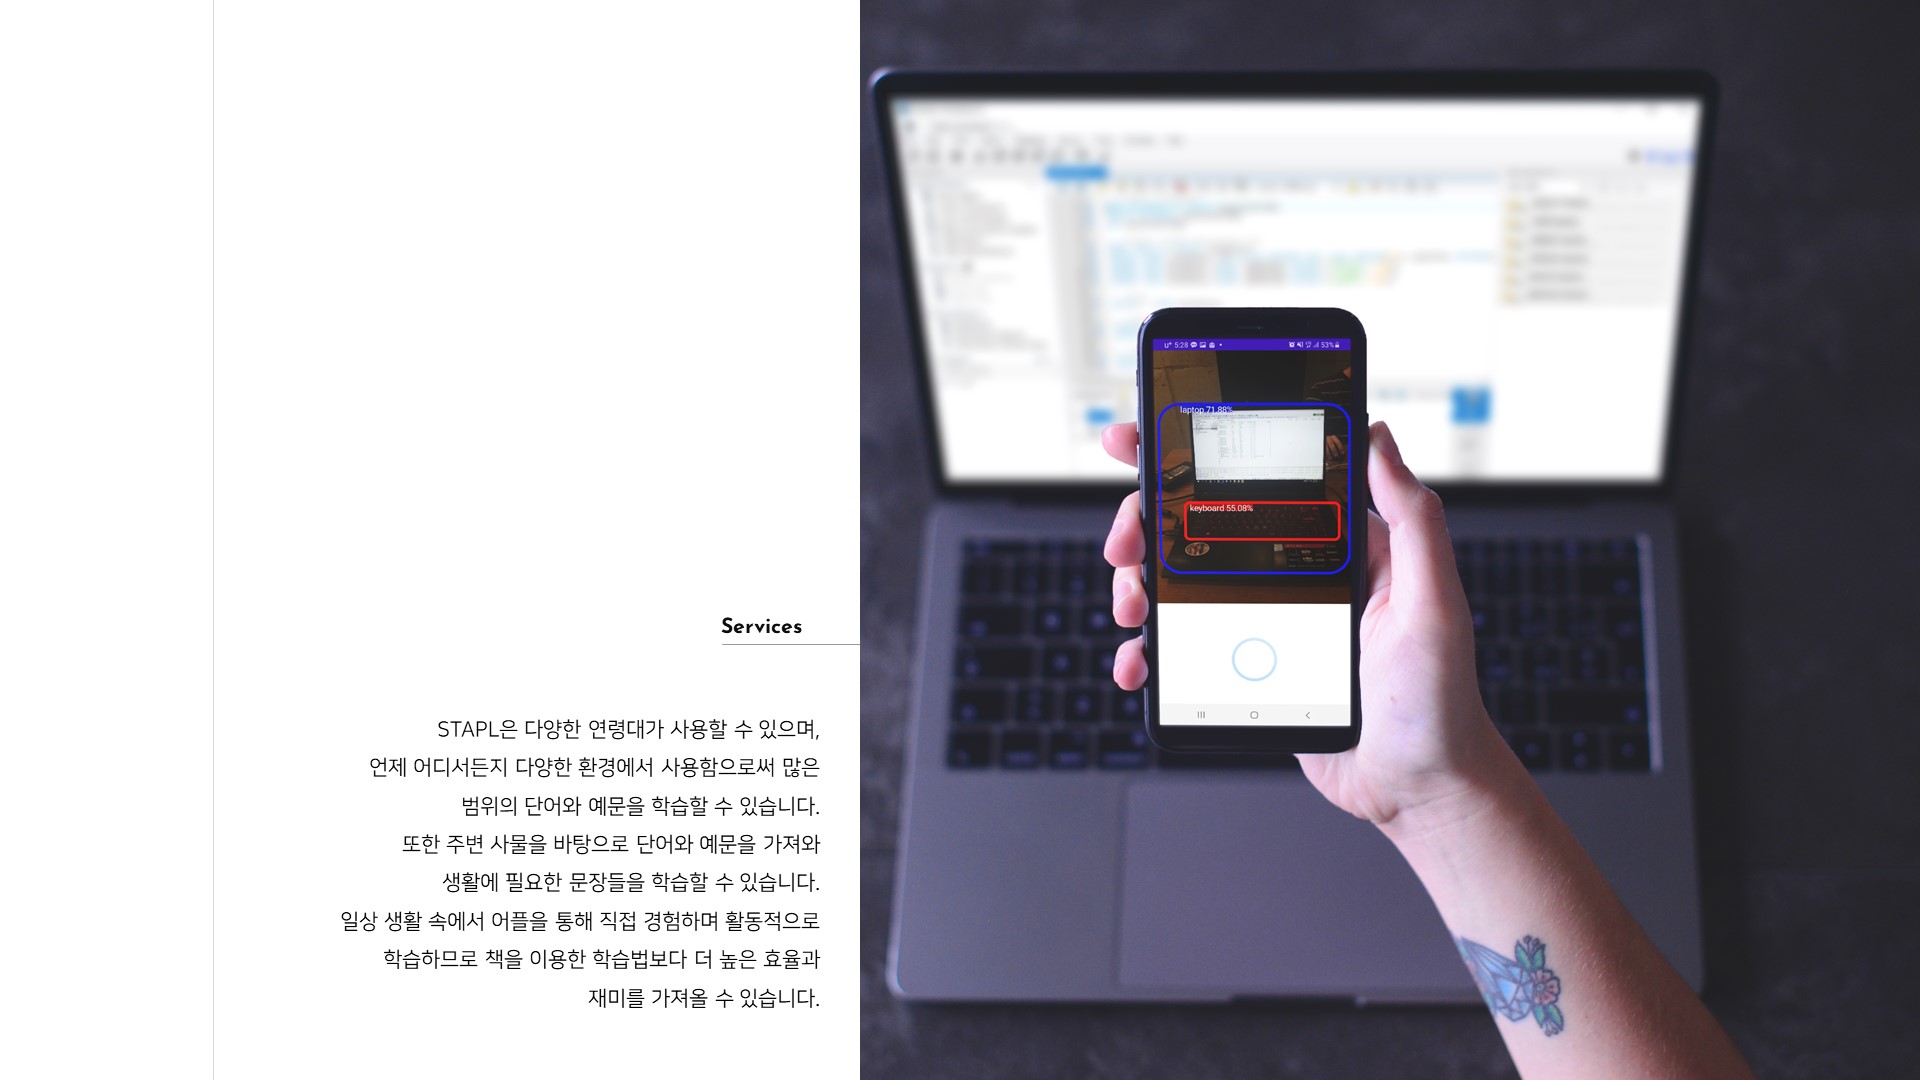 Services
STAPL은 다양한 연령대가 사용할 수 있으며,
언제 어디서든지 다양한 환경에서 사용함으로써 많은
범위의 단어와 예문을 학습할 수 있습니다.
또한 주변 사물을 바탕으로 단어와 예문을 가져와
생활에 필요한 문장들을 학습할 수 있습니다.
일상 생활 속에서 어플을 통해 직접 경험하며 활동적으로
학습하므로 책을 이용한 학습법보다 더 높은 효율과
재미를 가져올 수 있습니다.
U⁺ 5:28 53%
laptop 71.88%
keyboard 55.08%